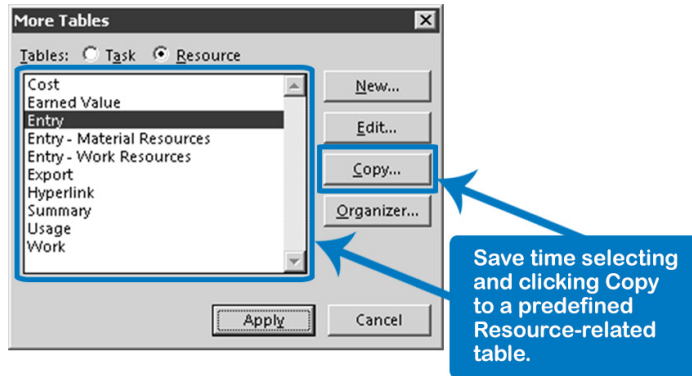 More Tables
Tables: Task Resource
Cost
Earned Value
Entry
Entry - Material Resources
Entry - Work Resources
Export
Hyperlink
Summary
Usage
Work
New...
Edit...
Copy...
Organizer...
Apply
Cancel
Save time selecting
and clicking Copy
to a predefined
Resource-related
table.